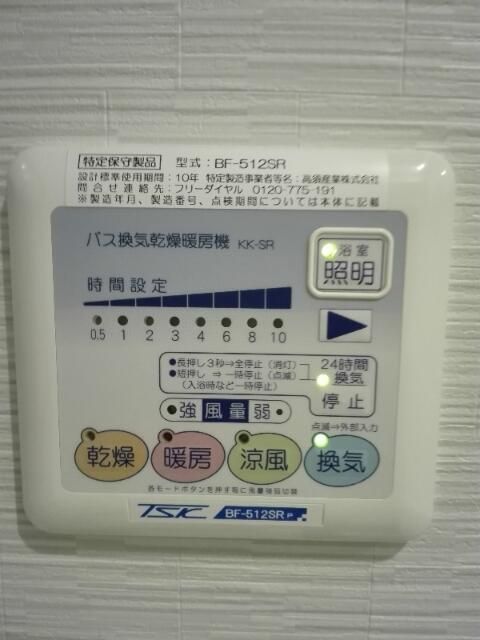 特定保守製品 型式：BF-512SR
設計標準使用期間：10年 特定製造事業者等名：高須産業株式会社
問合せ連絡先：フリーダイヤル 0120-775-191
※製造年月、製造番号、点検期間については本体に記載
バス換気乾燥暖房機 KK-SR
浴室
照明
時間設定
0.5 1 2 3 4 6 8 10
●長押し3秒→全停止（消灯）
●短押し ⇒ 一時停止（点滅）
（入浴時など一時停止）
24時間
換気
停止
強 風量 弱
点滅⇒外部入力
乾燥 暖房 涼風 換気
各モードボタンを押す毎に風量強弱切替
TSK BF-512SR P